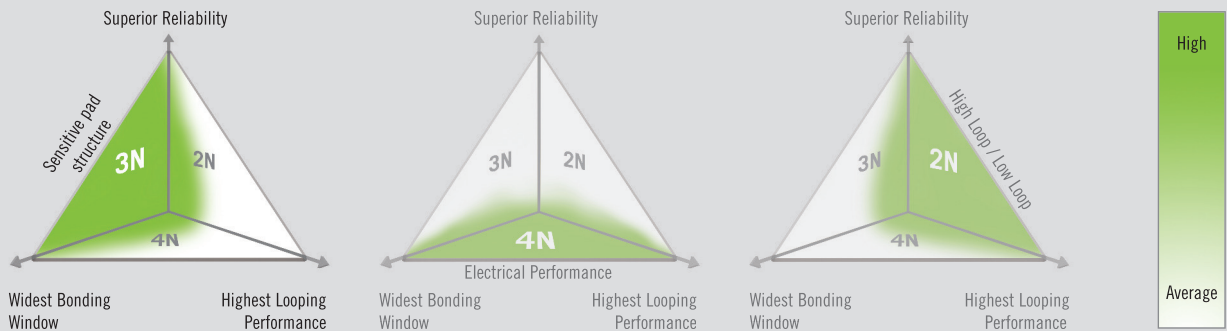 Superior Reliability
Sensitive pad
structure
3N
2N
4N
Widest Bonding
Window
Highest Looping
Performance
Superior Reliability
3N
2N
4N
Electrical Performance
Widest Bonding
Window
Highest Looping
Performance
Superior Reliability
3N
2N
High Loop / Low Loop
4N
Widest Bonding
Window
Highest Looping
Performance
High
Average